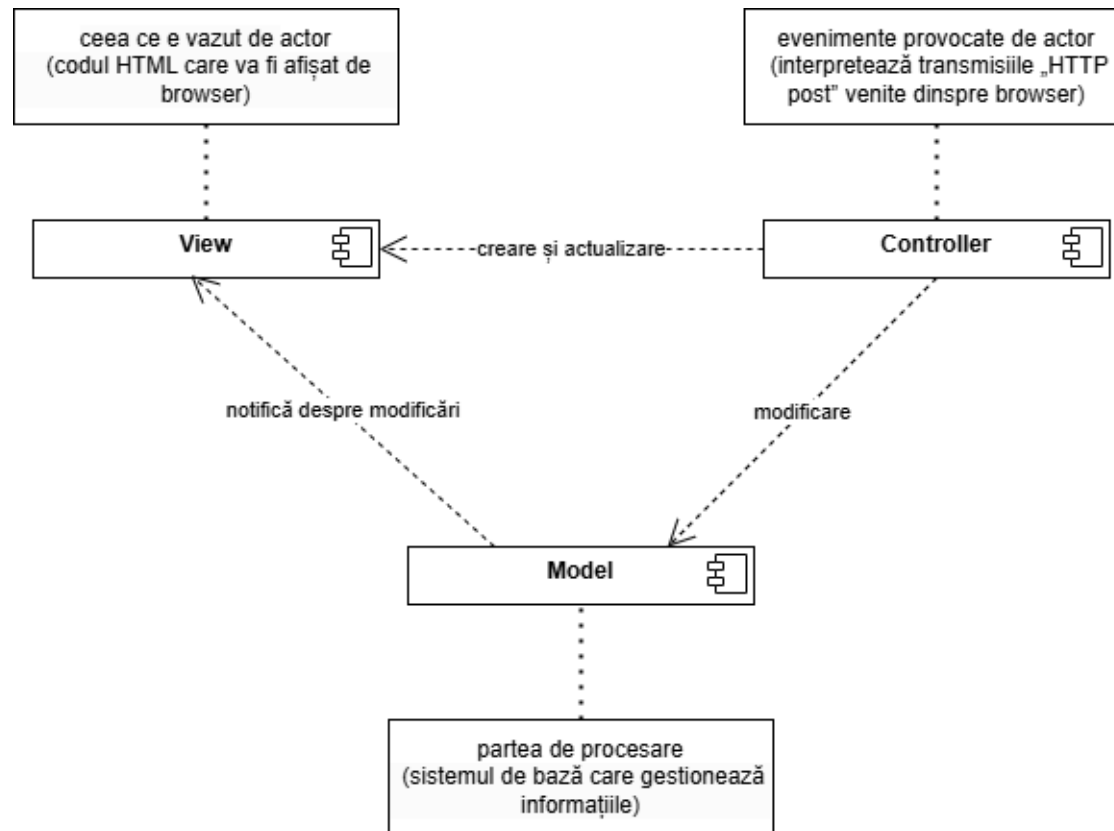 ceea ce e vazut de actor
(codul HTML care va fi afișat de
browser)
evenimente provocate de actor
(interpretează transmisiile „HTTP
post” venite dinspre browser)
View
creare și actualizare
Controller
notifică despre modificări
modificare
Model
partea de procesare
(sistemul de bază care gestionează
informațiile)